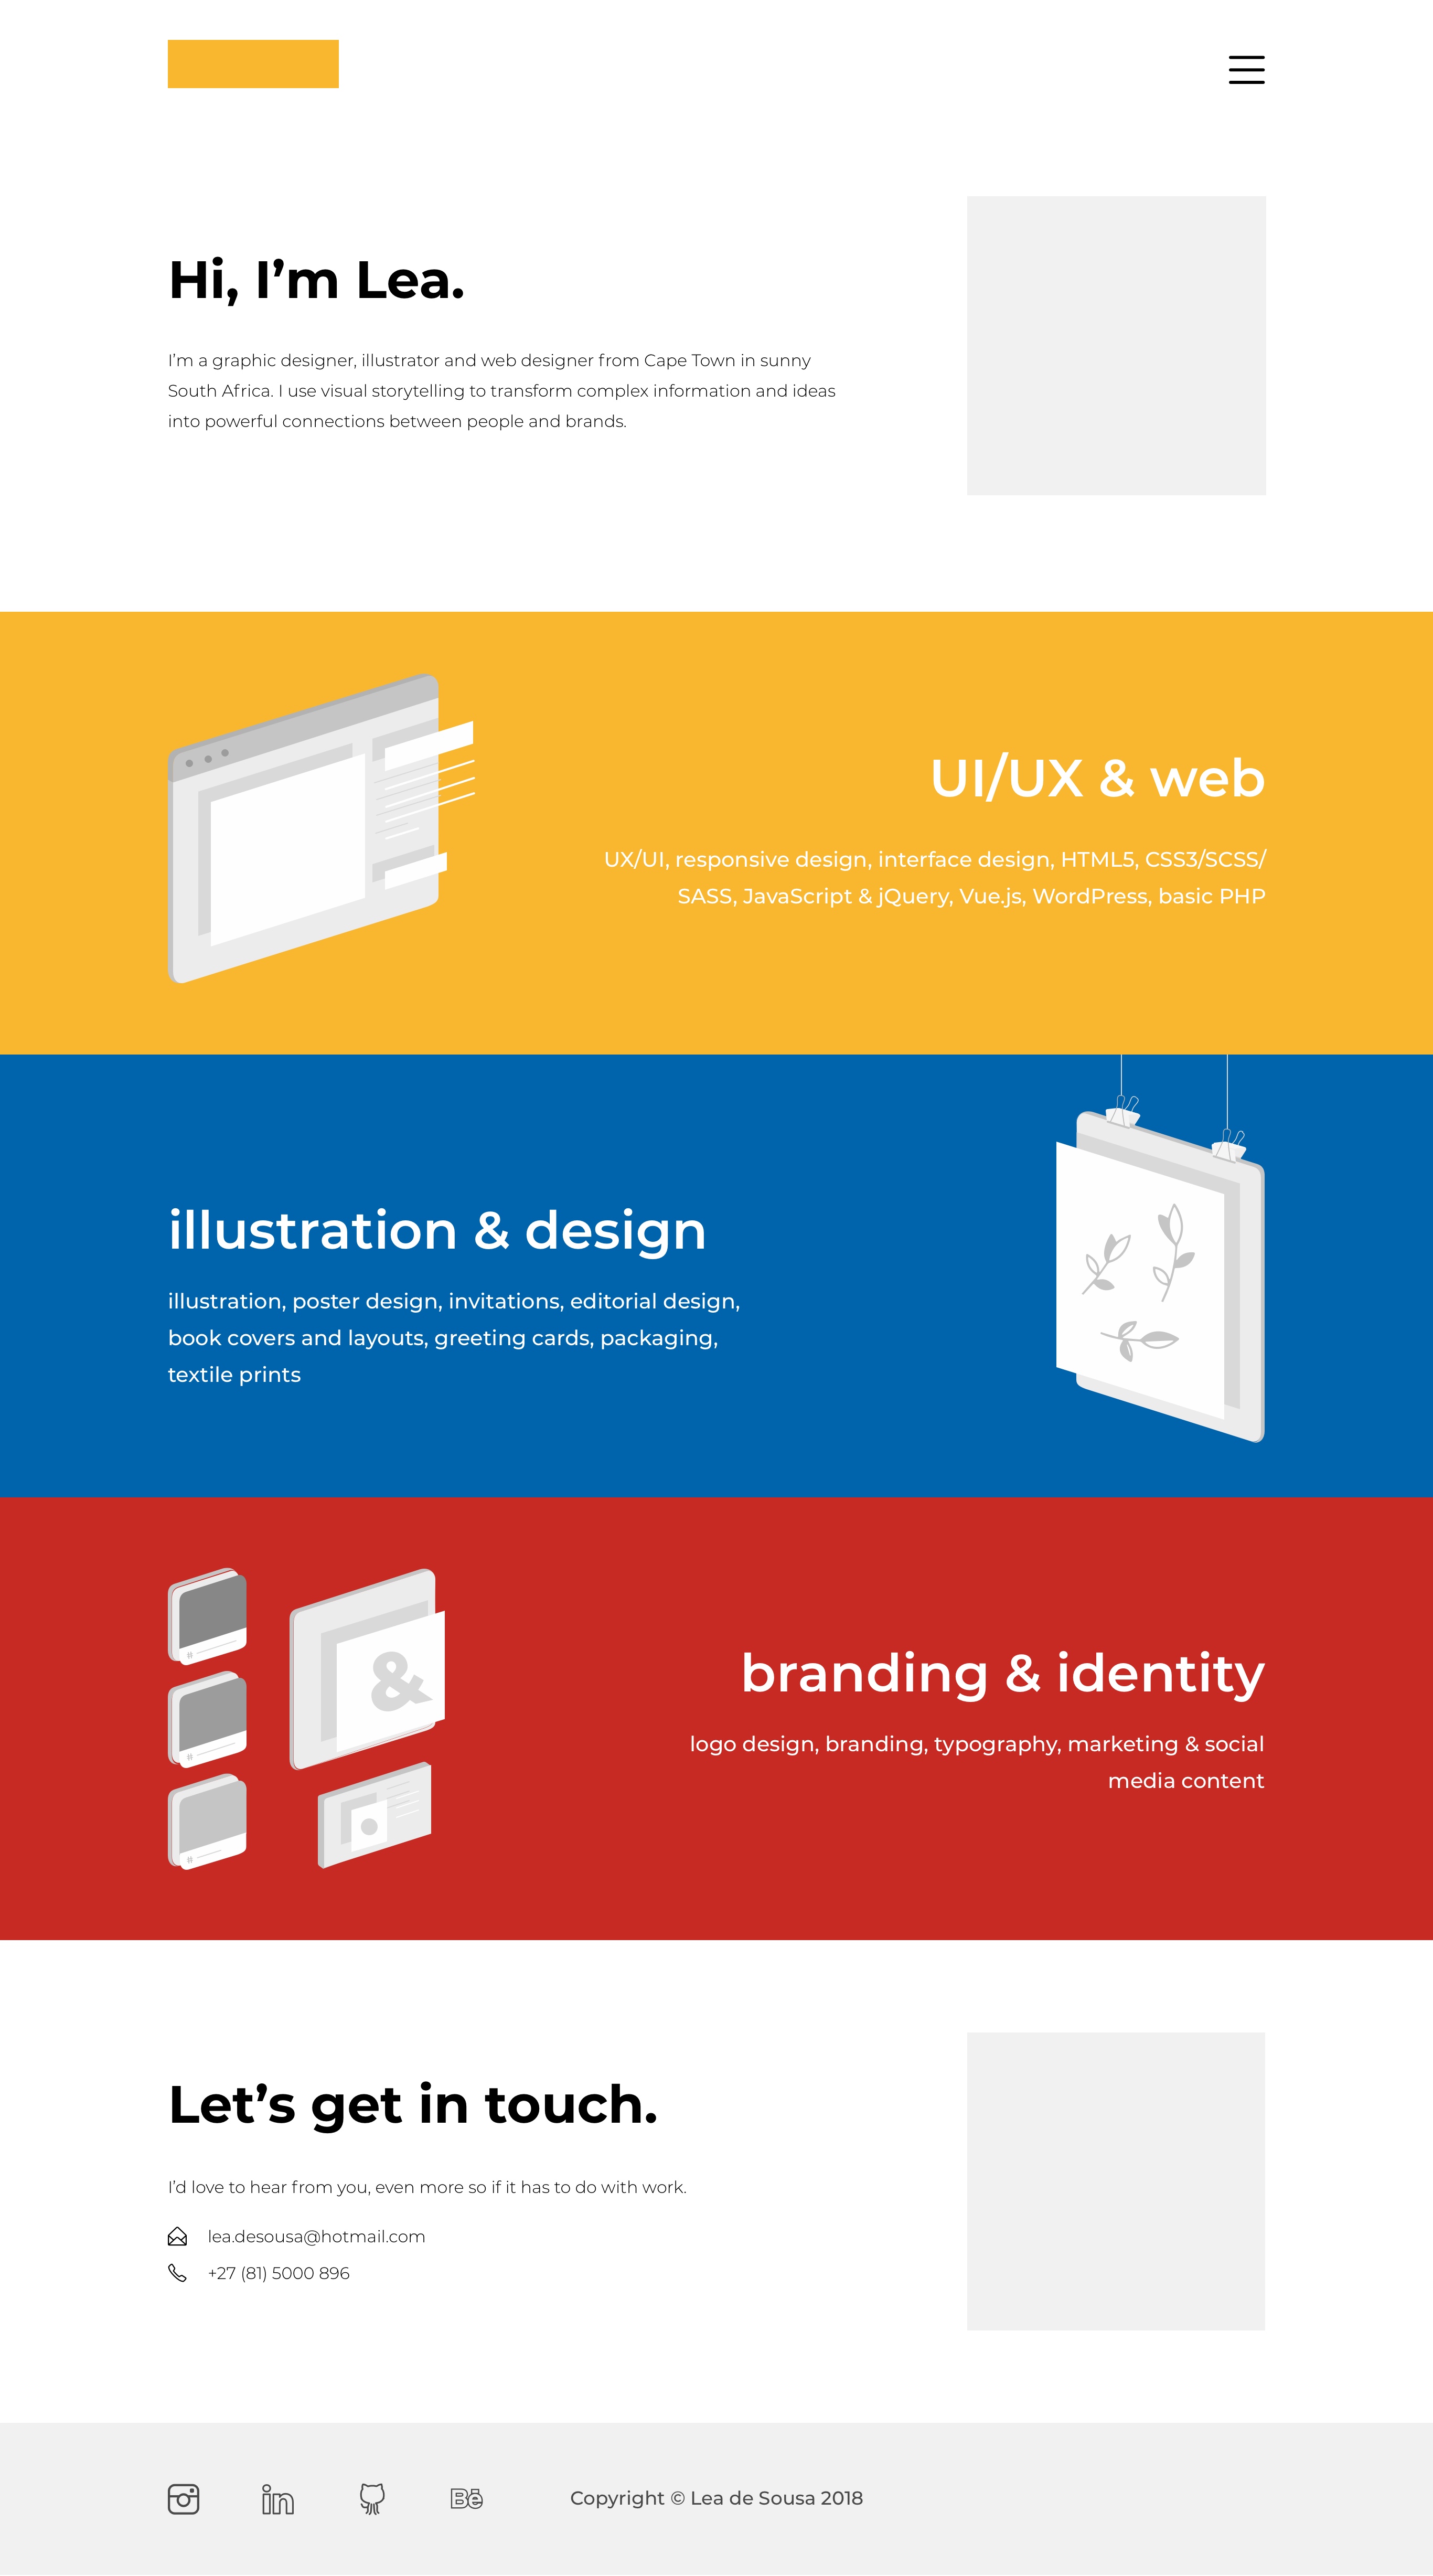 Hi, I’m Lea.
I’m a graphic designer, illustrator and web designer from Cape Town in sunny
South Africa. I use visual storytelling to transform complex information and ideas
into powerful connections between people and brands.
UI/UX & web
UX/UI, responsive design, interface design, HTML5, CSS3/SCSS/
SASS, JavaScript & jQuery, Vue.js, WordPress, basic PHP
illustration & design
illustration, poster design, invitations, editorial design,
book covers and layouts, greeting cards, packaging,
textile prints
&
branding & identity
logo design, branding, typography, marketing & social
media content
Let’s get in touch.
I’d love to hear from you, even more so if it has to do with work.
lea.desousa@hotmail.com
+27 (81) 5000 896
in
Bē
Copyright © Lea de Sousa 2018